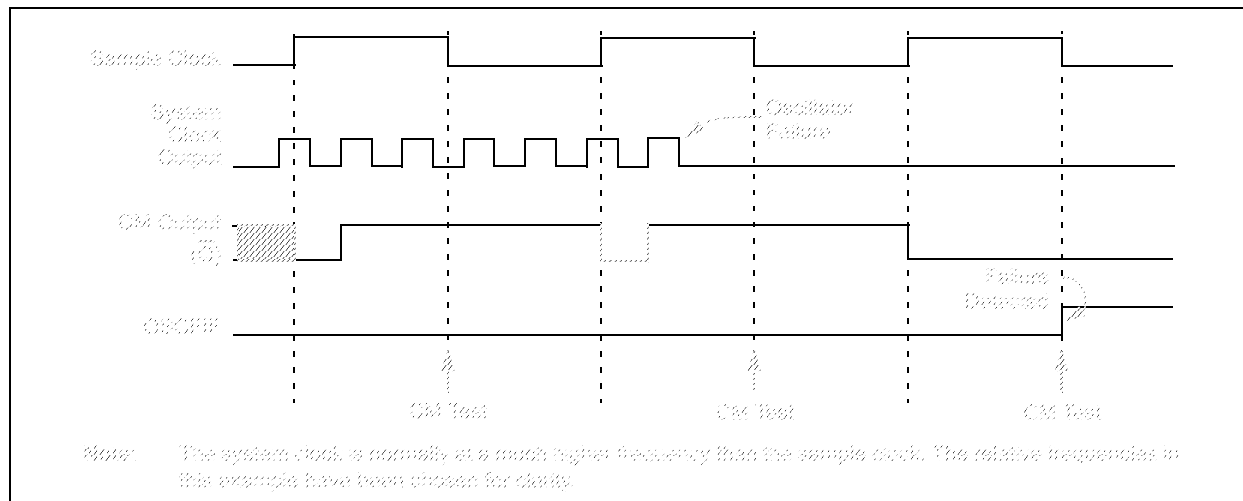 Sample Clock
System
Clock
Output
Oscillator
Failure
CM Output
(Q)
Failure
Detected
OSCFIF
CM Test
CM Test
CM Test
Note: The system clock is normally at a much higher frequency than the sample clock. The relative frequencies in
this example have been chosen for clarity.